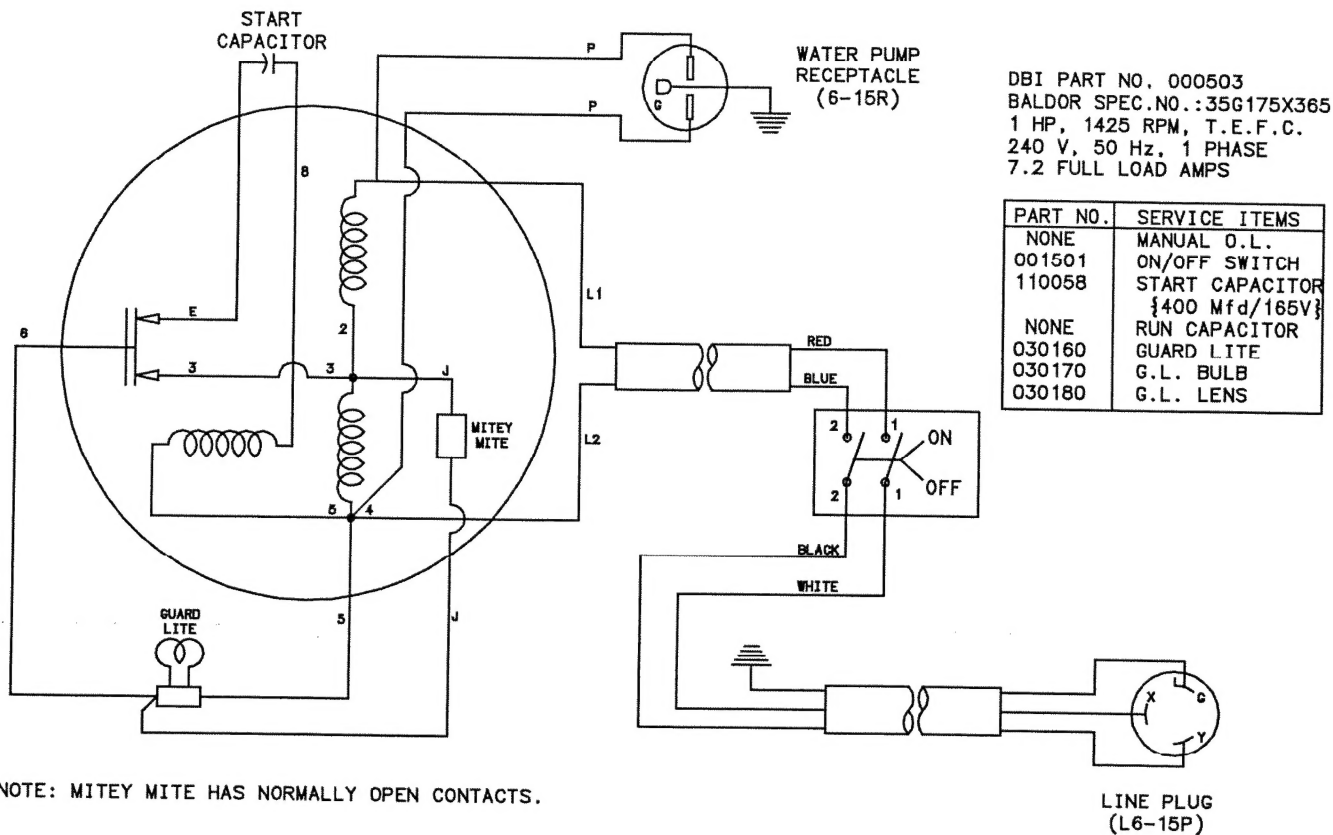 START
CAPACITOR
P
P
G
WATER PUMP
RECEPTACLE
(6-15R)
DBI PART NO. 000503
BALDOR SPEC.NO.:35G175X365
1 HP, 1425 RPM, T.E.F.C.
240 V, 50 Hz, 1 PHASE
7.2 FULL LOAD AMPS
PART NO. SERVICE ITEMS
NONE MANUAL O.L.
001501 ON/OFF SWITCH
110058 START CAPACITOR
{400 Mfd/165V}
NONE RUN CAPACITOR
030160 GUARD LITE
030170 G.L. BULB
030180 G.L. LENS
8
E
6
3
2
3
J
L1
MITEY
MITE
L2
5 4
RED
BLUE
2 1
ON
OFF
2 1
BLACK
WHITE
GUARD
LITE
5
J
X
G
Y
NOTE: MITEY MITE HAS NORMALLY OPEN CONTACTS.
LINE PLUG
(L6-15P)